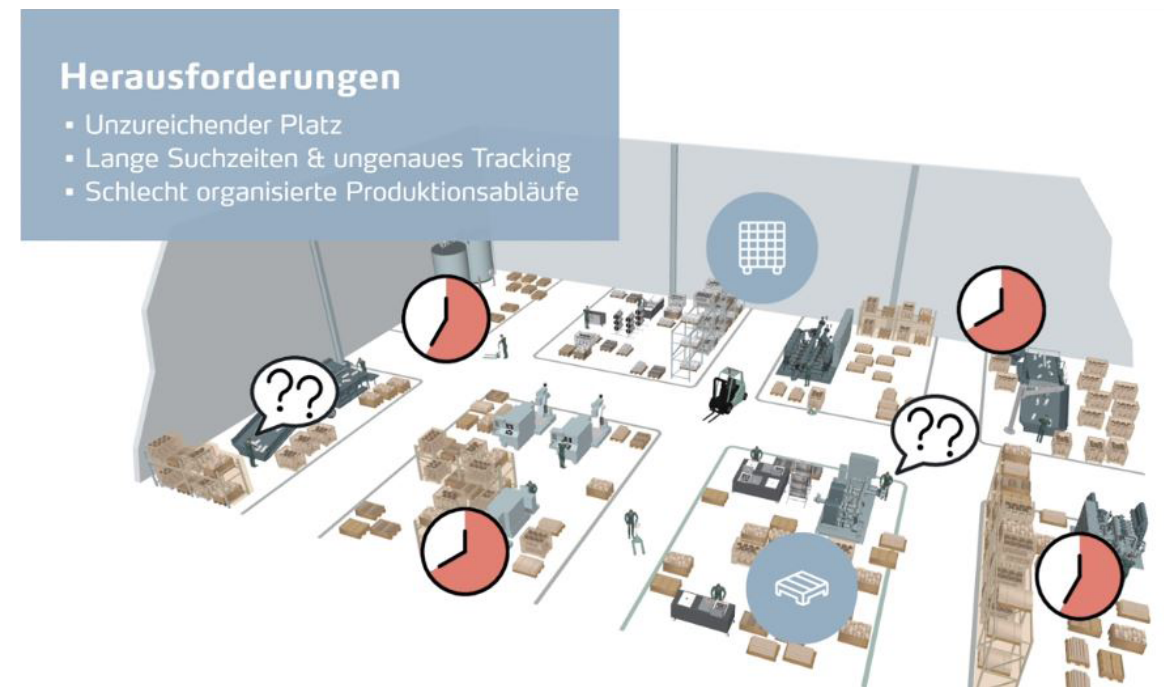 Herausforderungen
▪ Unzureichender Platz
▪ Lange Suchzeiten & ungenaues Tracking
▪ Schlecht organisierte Produktionsabläufe
??
??